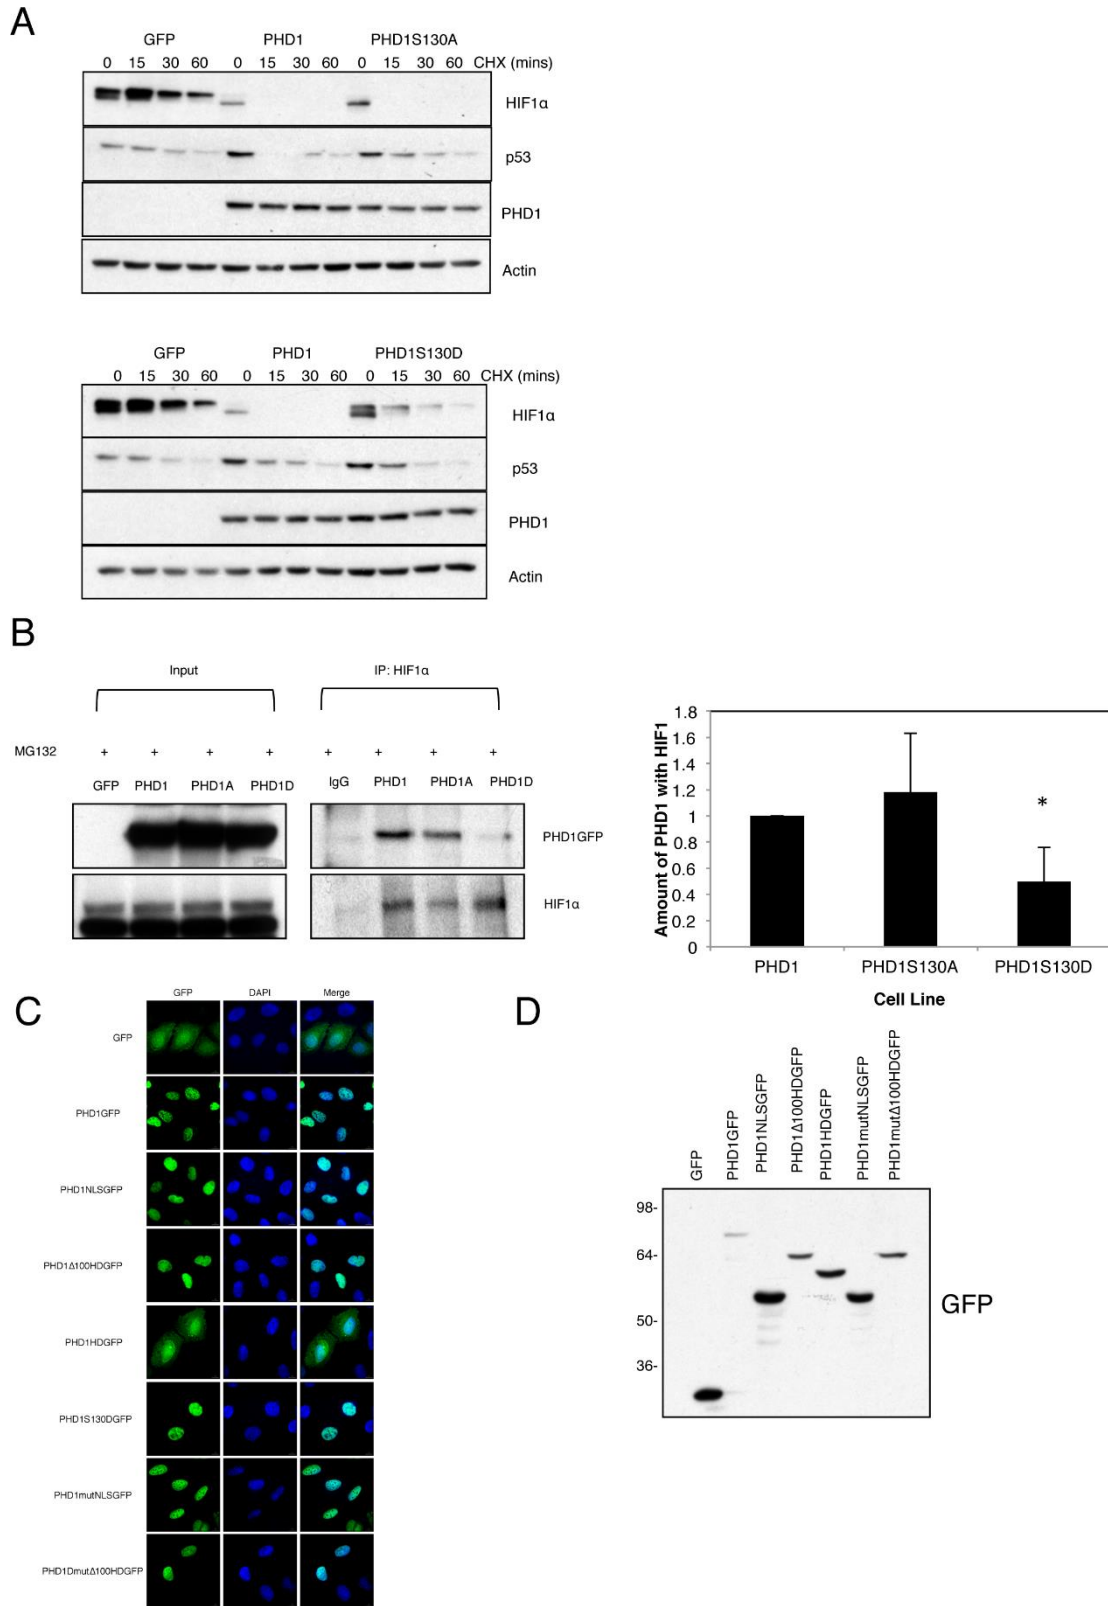 A
GFP PHD1 PHD1S130A
0 15 30 60 0 15 30 60 0 15 30 60 CHX (mins)
HIF1α
p53
PHD1
Actin
GFP PHD1 PHD1S130D
0 15 30 60 0 15 30 60 0 15 30 60 CHX (mins)
HIF1α
p53
PHD1
Actin
B
Input IP: HIF1α
MG132 + + + + + + + +
GFP PHD1 PHD1A PHD1D IgG PHD1 PHD1A PHD1D
PHD1GFP
HIF1α
Amount of PHD1 with HIF1
1.8
1.6
1.4
1.2
1
0.8
0.6
0.4
0.2
0
*
PHD1 PHD1S130A PHD1S130D
Cell Line
C
GFP DAPI Merge
GFP
PHD1GFP
PHD1NLSGFP
PHD1Δ100HDGFP
PHD1HDGFP
PHD1S130DGFP
PHD1mutNLSGFP
PHD1DmutΔ100HDGFP
D
GFP
PHD1GFP
PHD1NLSGFP
PHD1Δ100HDGFP
PHD1HDGFP
PHD1mutNLSGFP
PHD1mutΔ100HDGFP
98-
64-
50-
36-
GFP